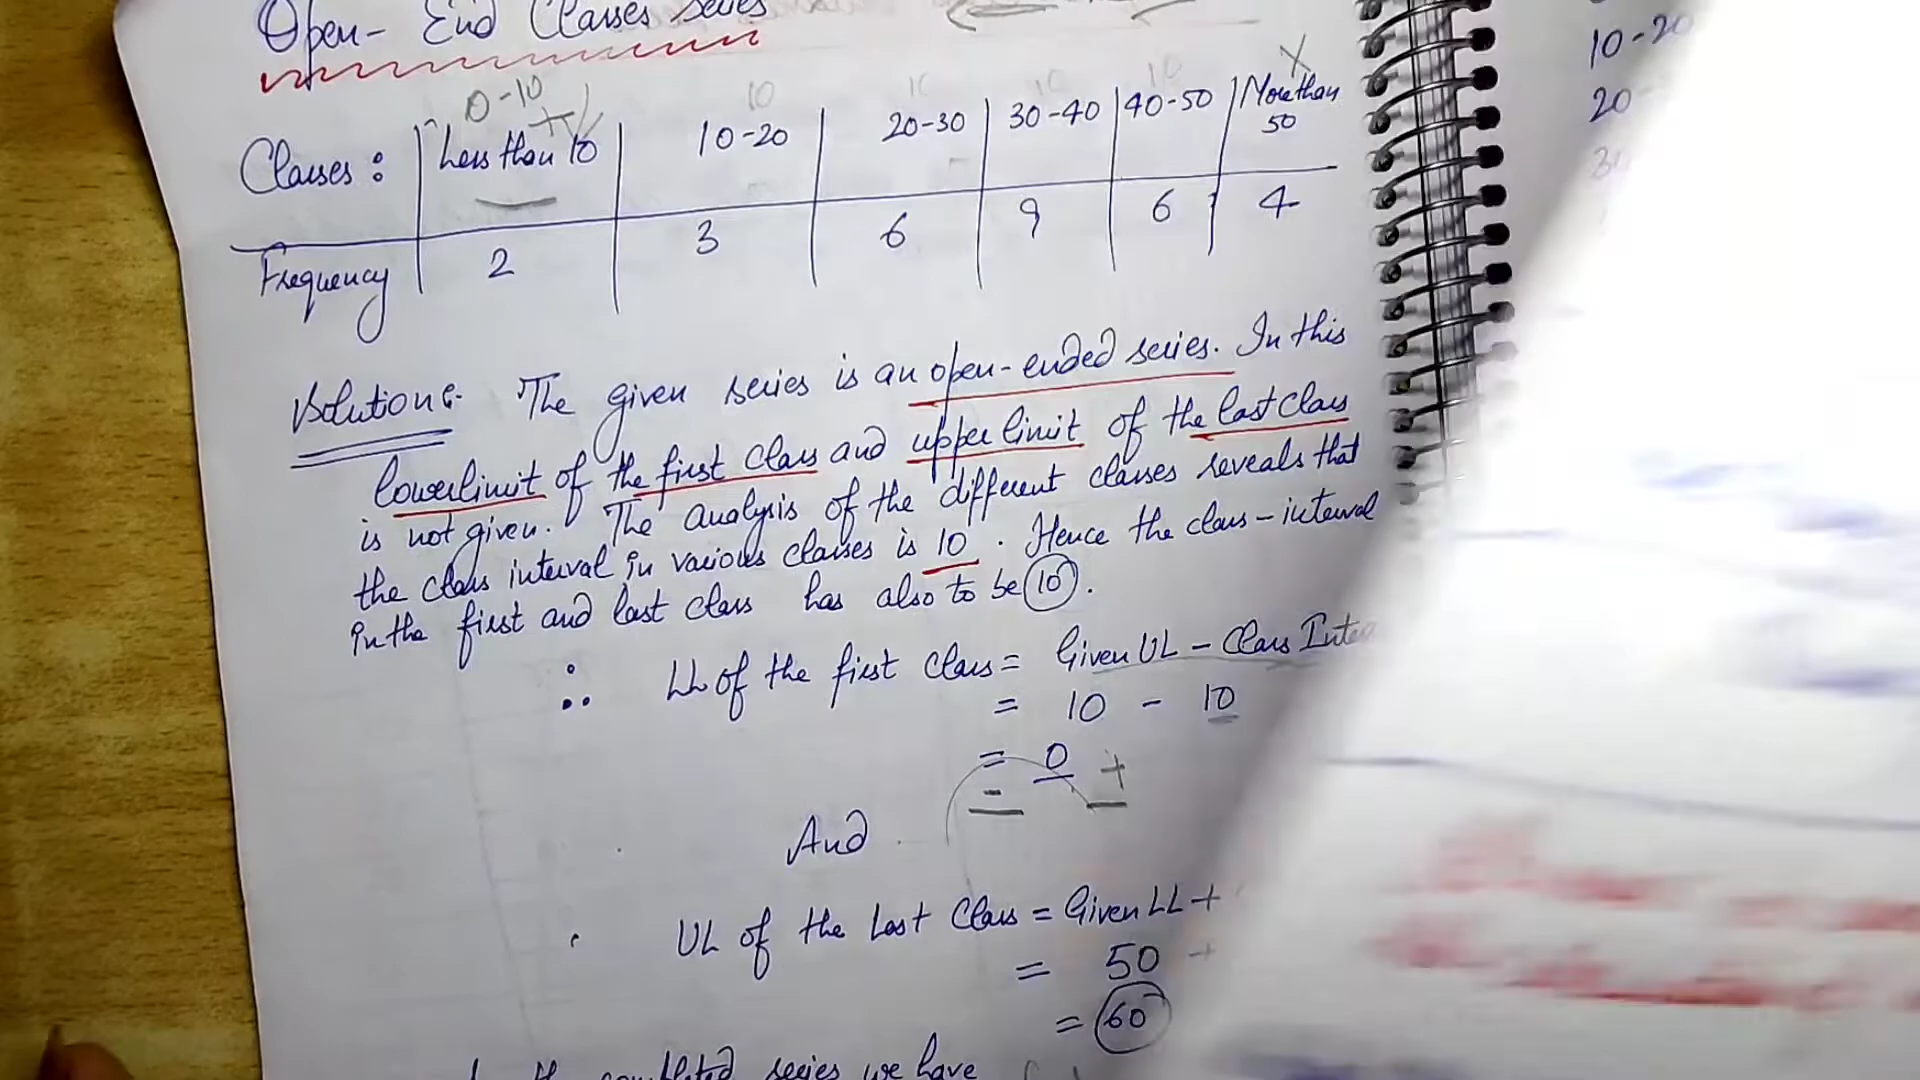 Open-End Classes Series
0-10 10 10 10 10 X
Classes: Less than 10 10-20 20-30 30-40 40-50 More than 50
Frequency 2 3 6 9 6 4
Solution:- The given series is an open-ended series. In this
lowerlimit of the first class and upper limit of the last class
is not given. The analysis of the different classes reveals that
the class interval in various classes is 10. Hence the class-interval
in the first and last class has also to be 10.
∴ LL of the first class = Given UL - Class
= 10 - 10
= 0
- +
And
UL of the Last Class = Given LL +
= 50 +
= 60
completed series we have
10-20
20